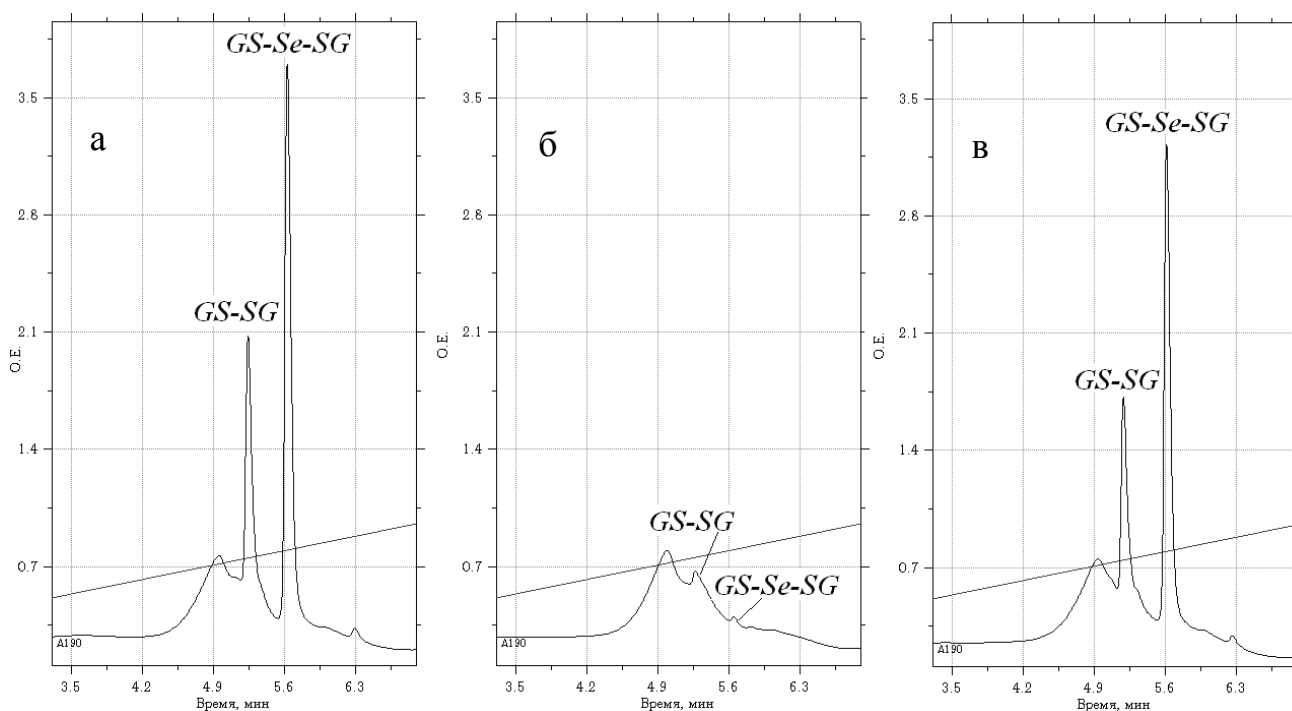 а
GS-Se-SG
GS-SG
3.5
2.8
2.1
1.4
0.7
О.Е.
A190
3.5 4.2 4.9 5.6 6.3
Время, мин
б
GS-SG
GS-Se-SG
3.5
2.8
2.1
1.4
0.7
О.Е.
A190
3.5 4.2 4.9 5.6 6.3
Время, мин
в
GS-Se-SG
GS-SG
3.5
2.8
2.1
1.4
0.7
О.Е.
A190
3.5 4.2 4.9 5.6 6.3
Время, мин